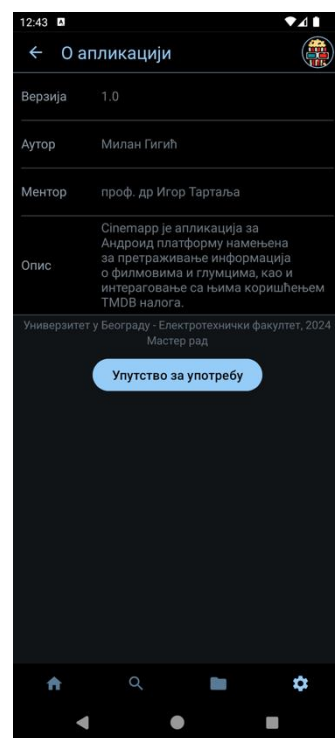 12:43
О апликацији
Верзија 1.0
Аутор Милан Гигић
Ментор проф. др Игор Тартаља
Опис Cinemapp је апликација за
Андроид платформу намењена
за претраживање информација
о филмовима и глумцима, као и
интераговање са њима коришћењем
TMDB налога.
Универзитет у Београду - Електротехнички факултет, 2024
Мастер рад
Упутство за употребу